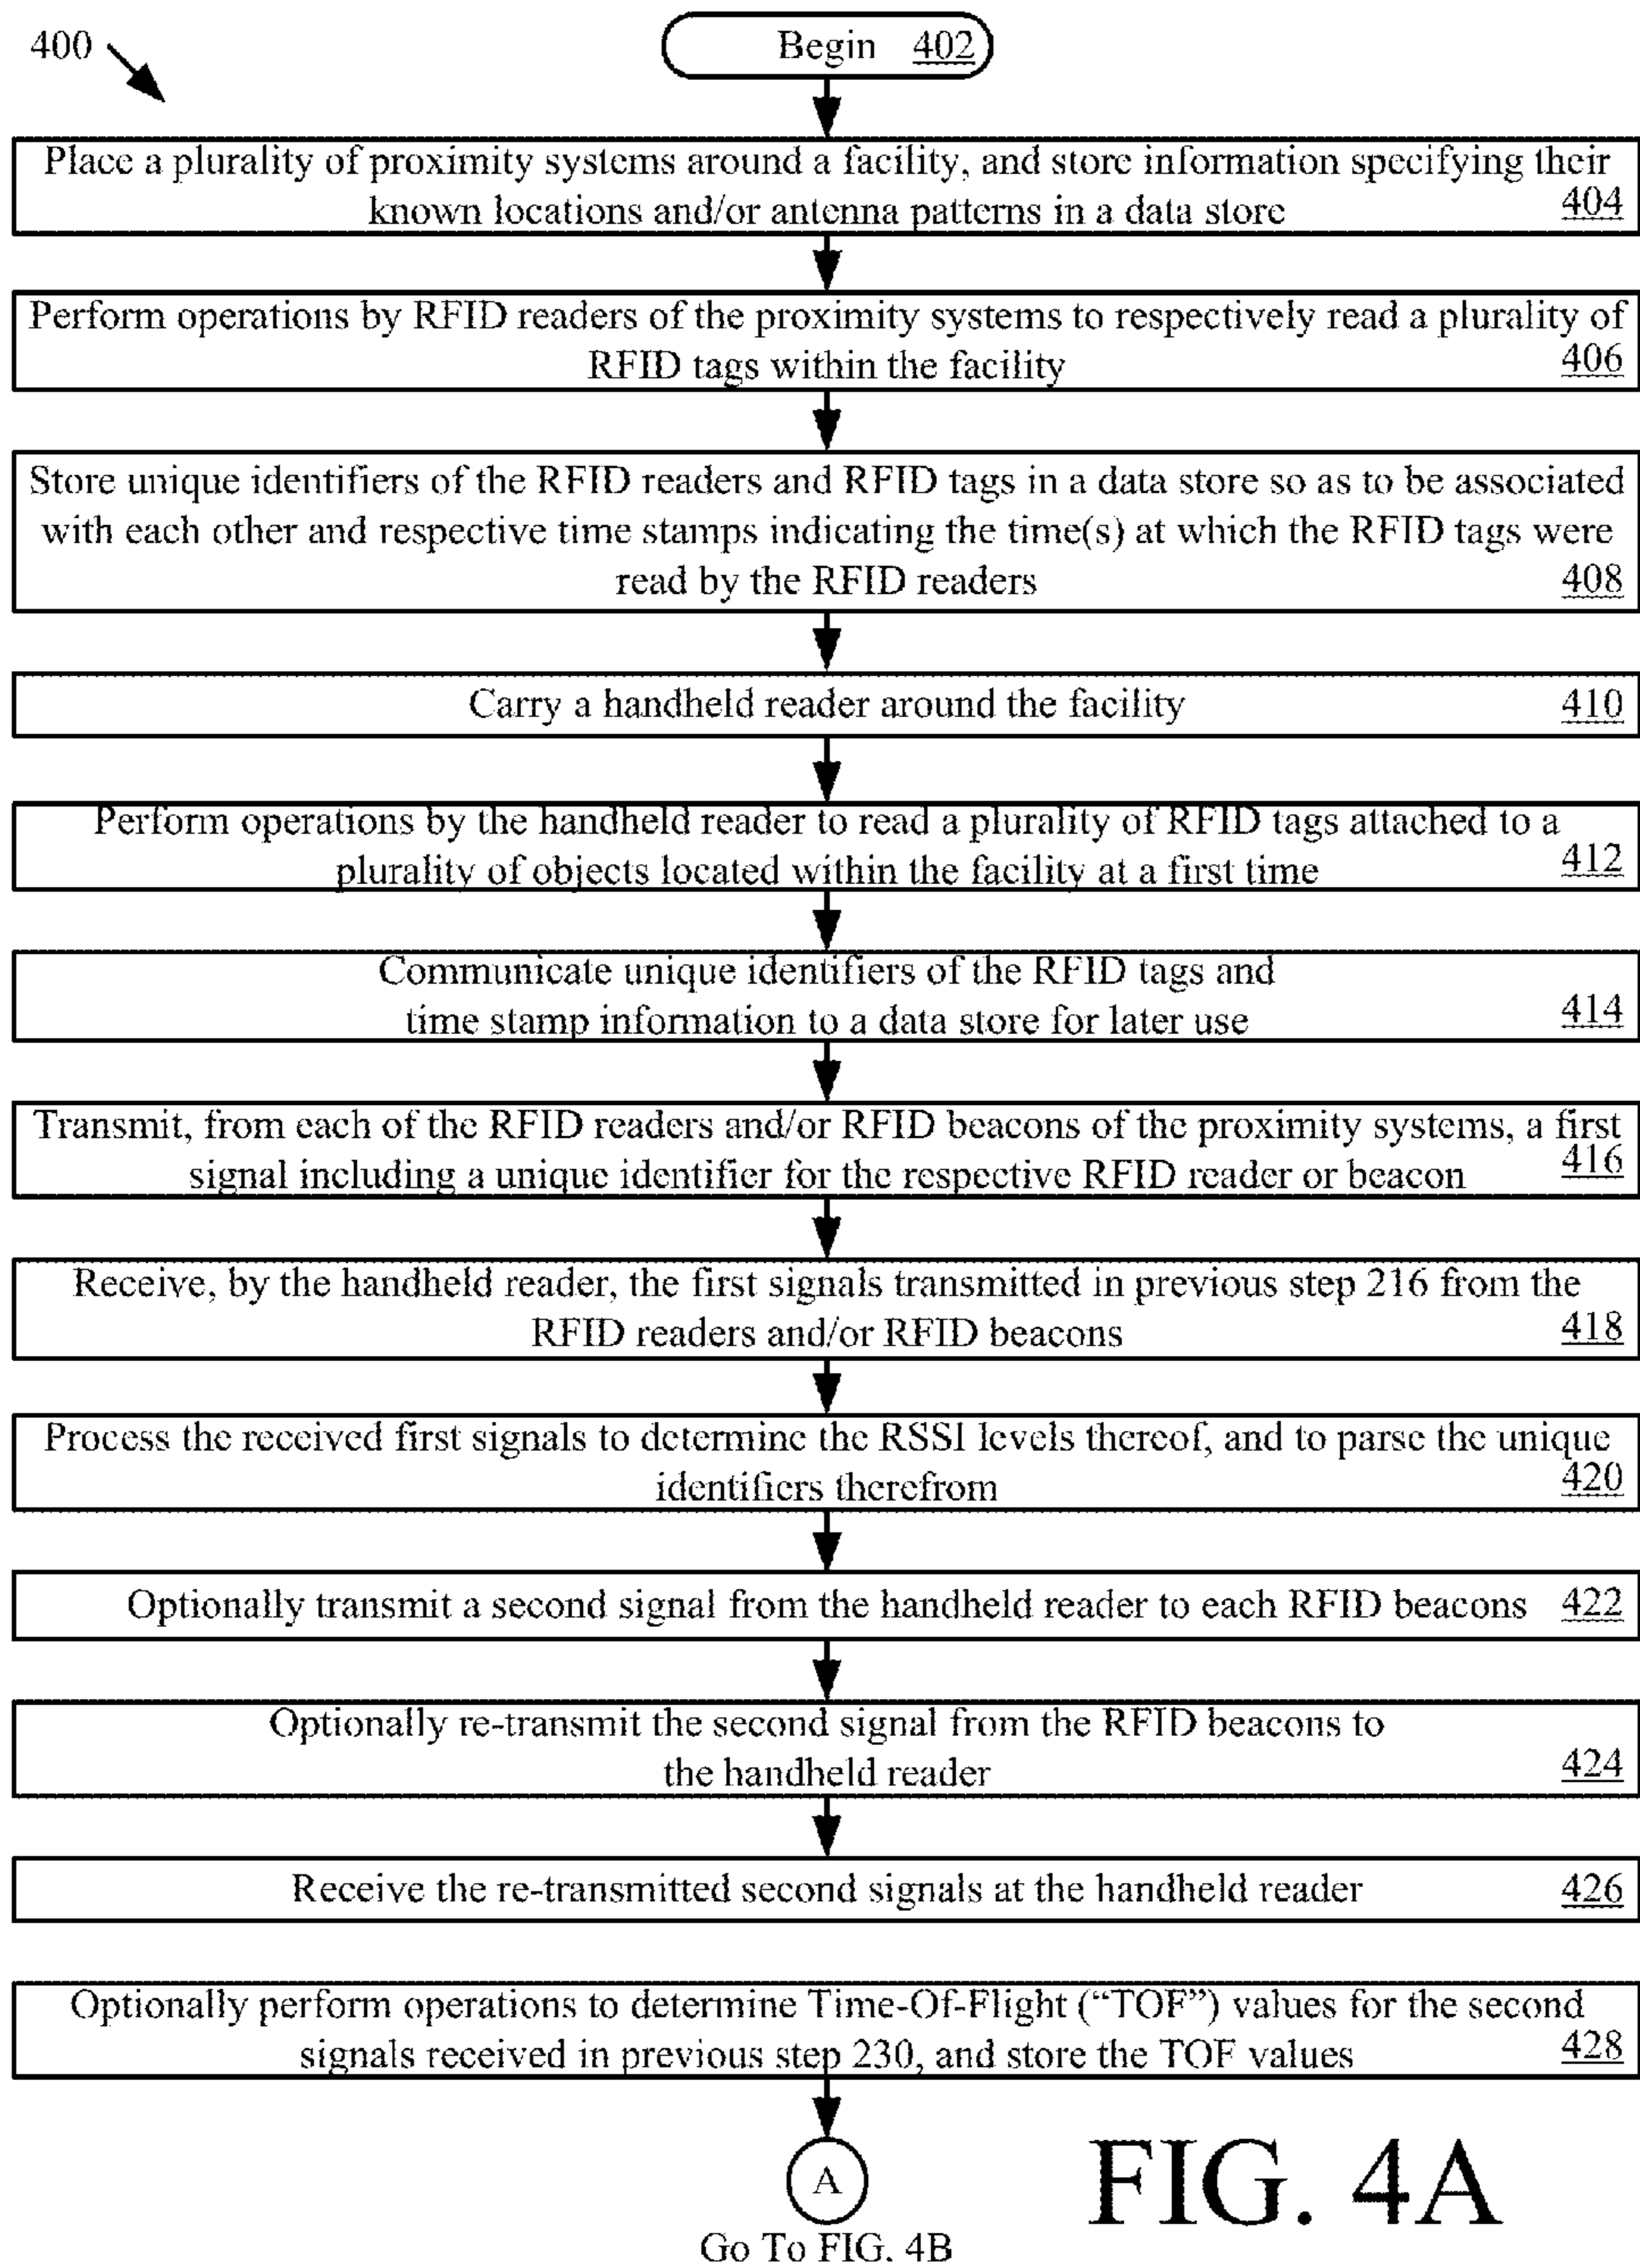 400
Begin 402
Place a plurality of proximity systems around a facility, and store information specifying their
known locations and/or antenna patterns in a data store 404
Perform operations by RFID readers of the proximity systems to respectively read a plurality of
RFID tags within the facility 406
Store unique identifiers of the RFID readers and RFID tags in a data store so as to be associated
with each other and respective time stamps indicating the time(s) at which the RFID tags were
read by the RFID readers 408
Carry a handheld reader around the facility 410
Perform operations by the handheld reader to read a plurality of RFID tags attached to a
plurality of objects located within the facility at a first time 412
Communicate unique identifiers of the RFID tags and
time stamp information to a data store for later use 414
Transmit, from each of the RFID readers and/or RFID beacons of the proximity systems, a first
signal including a unique identifier for the respective RFID reader or beacon 416
Receive, by the handheld reader, the first signals transmitted in previous step 216 from the
RFID readers and/or RFID beacons 418
Process the received first signals to determine the RSSI levels thereof, and to parse the unique
identifiers therefrom 420
Optionally transmit a second signal from the handheld reader to each RFID beacons 422
Optionally re-transmit the second signal from the RFID beacons to
the handheld reader 424
Receive the re-transmitted second signals at the handheld reader 426
Optionally perform operations to determine Time-Of-Flight (“TOF”) values for the second
signals received in previous step 230, and store the TOF values 428
A
Go To FIG. 4B
FIG. 4A